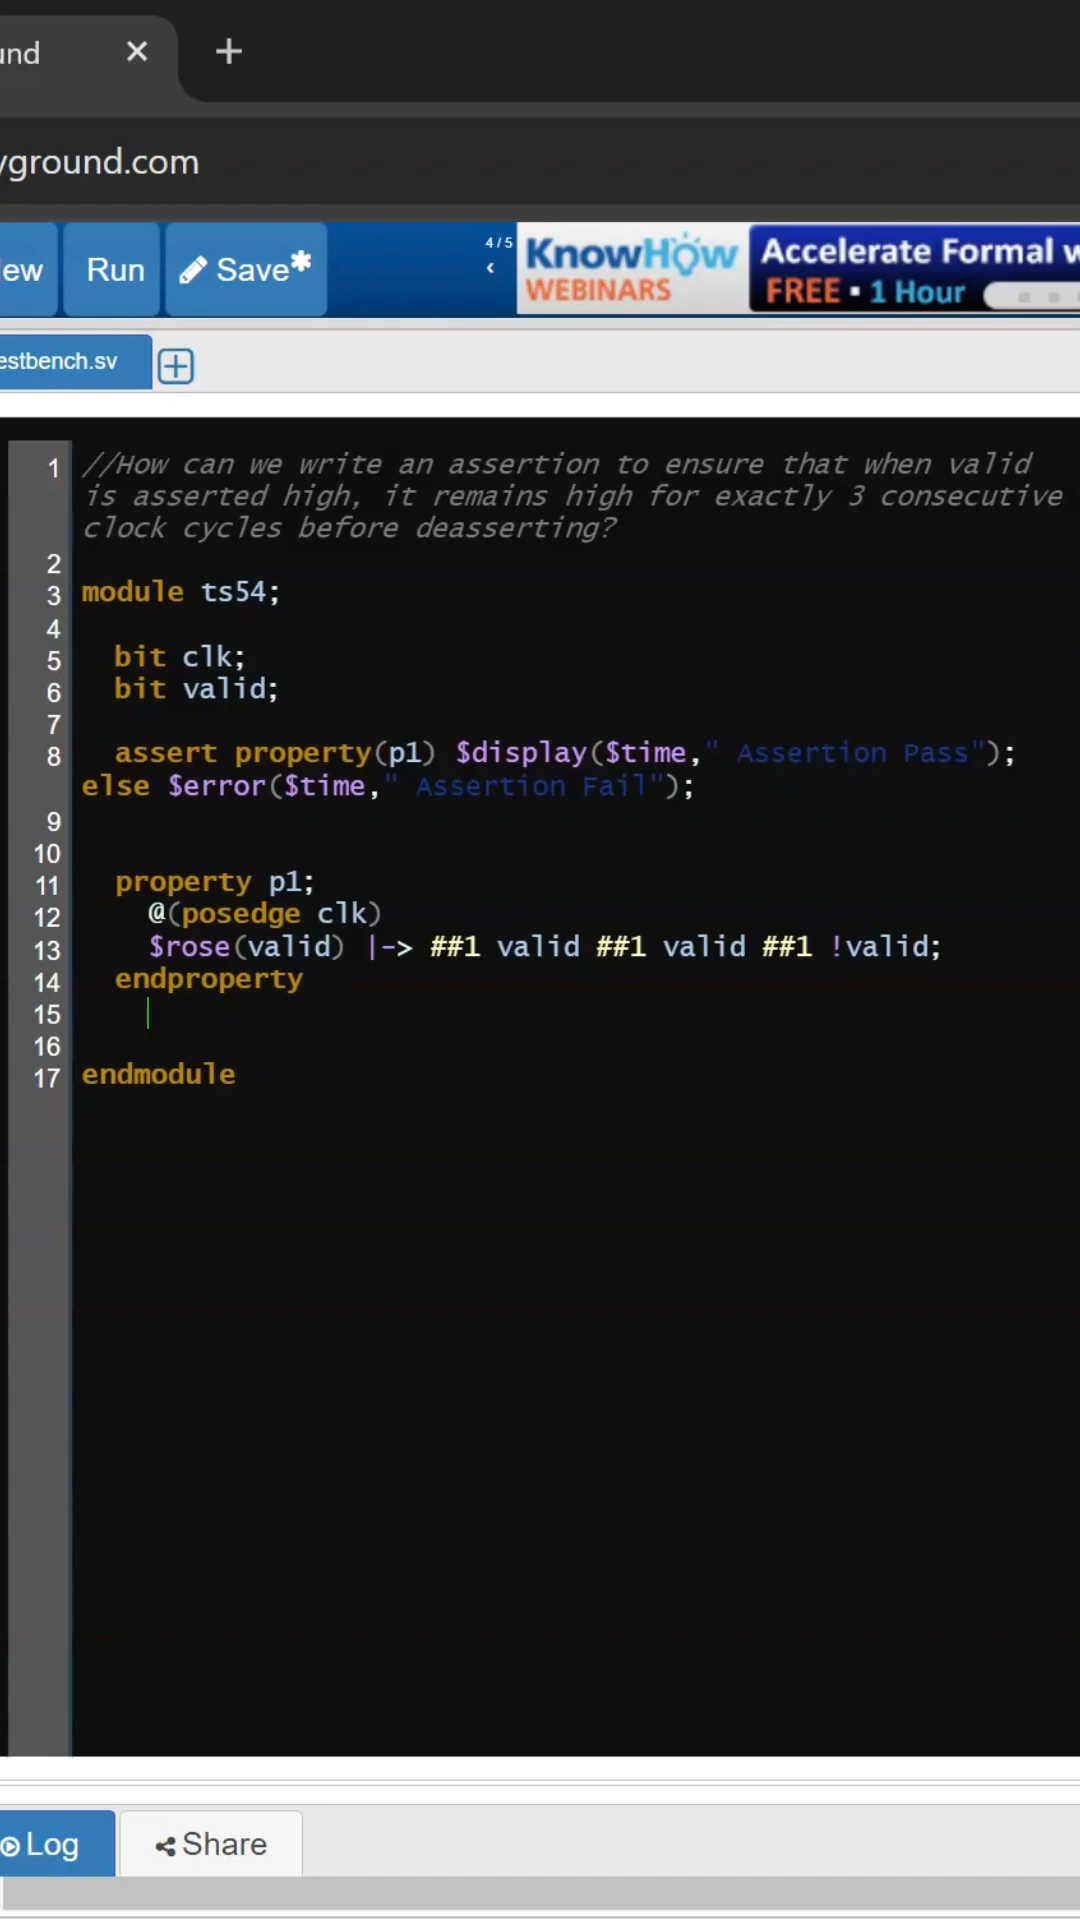 und × +
yground.com
ew Run Save* 4/5 ‹ KnowHow WEBINARS Accelerate Formal w
FREE ▪ 1 Hour
estbench.sv
1 //How can we write an assertion to ensure that when valid
is asserted high, it remains high for exactly 3 consecutive
clock cycles before deasserting?
2
3 module ts54;
4
5 bit clk;
6 bit valid;
7
8 assert property(p1) $display($time," Assertion Pass");
else $error($time," Assertion Fail");
9
10
11 property p1;
12 @(posedge clk)
13 $rose(valid) |-> ##1 valid ##1 valid ##1 !valid;
14 endproperty
15
16
17 endmodule
Log Share